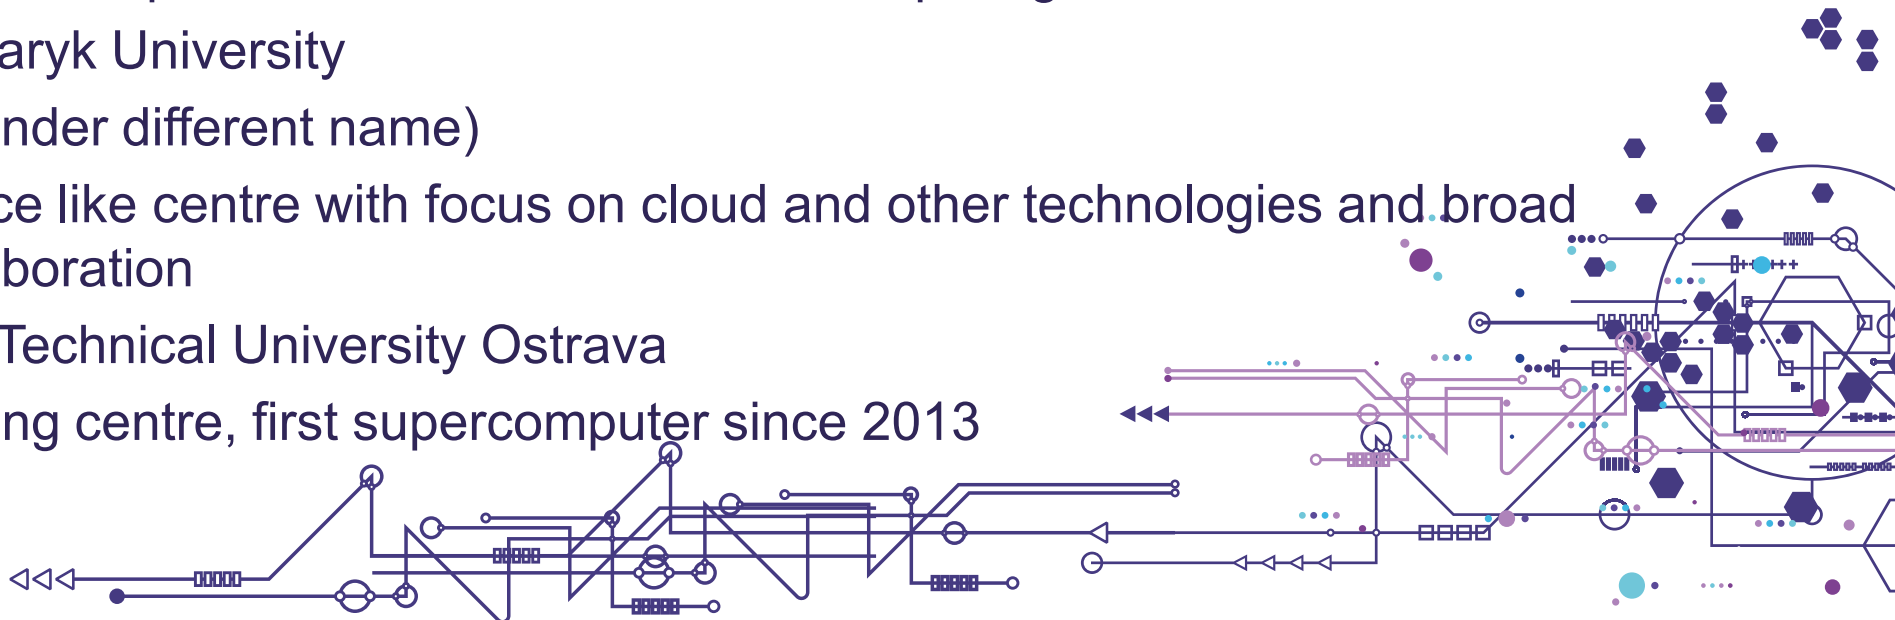 aryk University
nder different name)
ce like centre with focus on cloud and other technologies and broad
boration
Technical University Ostrava
ng centre, first supercomputer since 2013